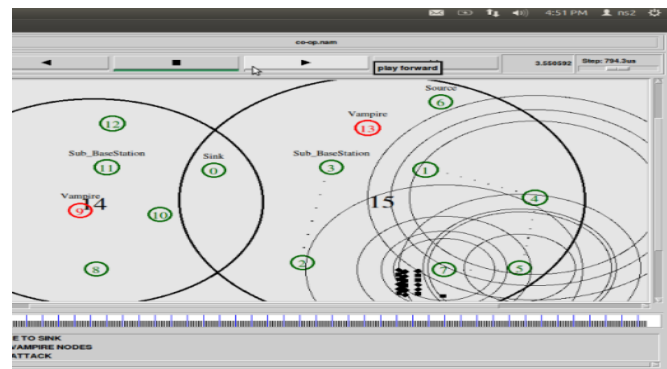 4:51 PM ns2
co-op.nam
play forward
3.556592
Step: 794.3us
Source
6
Vampire
13
12
Sub_BaseStation
11
Sink
0
Sub_BaseStation
3
1
Vampire
9
14
10
15
4
8
2
7
5
E TO SINK
VAMPIRE NODES
ATTACK